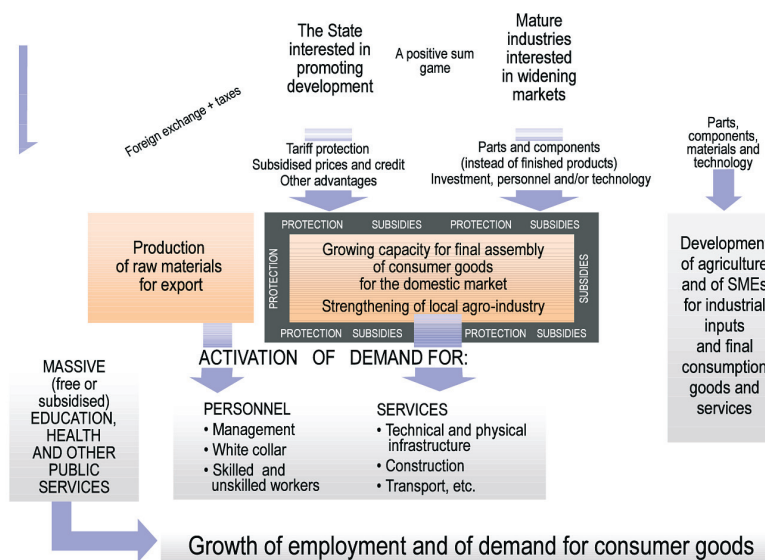 The State
interested in
promoting
development
A positive sum
game
Mature
industries
interested
in widening
markets
Foreign exchange + taxes
Tariff protection
Subsidised prices and credit
Other advantages
Parts and components
(instead of finished products)
Investment, personnel and/or technology
Parts,
components,
materials and
technology
Production
of raw materials
for export
PROTECTION SUBSIDIES PROTECTION SUBSIDIES
PROTECTION
Growing capacity for final assembly
of consumer goods
for the domestic market
Strengthening of local agro-industry
SUBSIDIES
PROTECTION SUBSIDIES PROTECTION SUBSIDIES
Development
of agriculture
and of SMEs
for industrial
inputs
and final
consumption
goods and
services
ACTIVATION OF DEMAND FOR:
MASSIVE
(free or
subsidised)
EDUCATION,
HEALTH
AND OTHER
PUBLIC
SERVICES
PERSONNEL
• Management
• White collar
• Skilled and
unskilled workers
SERVICES
• Technical and physical
infrastructure
• Construction
• Transport, etc.
Growth of employment and of demand for consumer goods